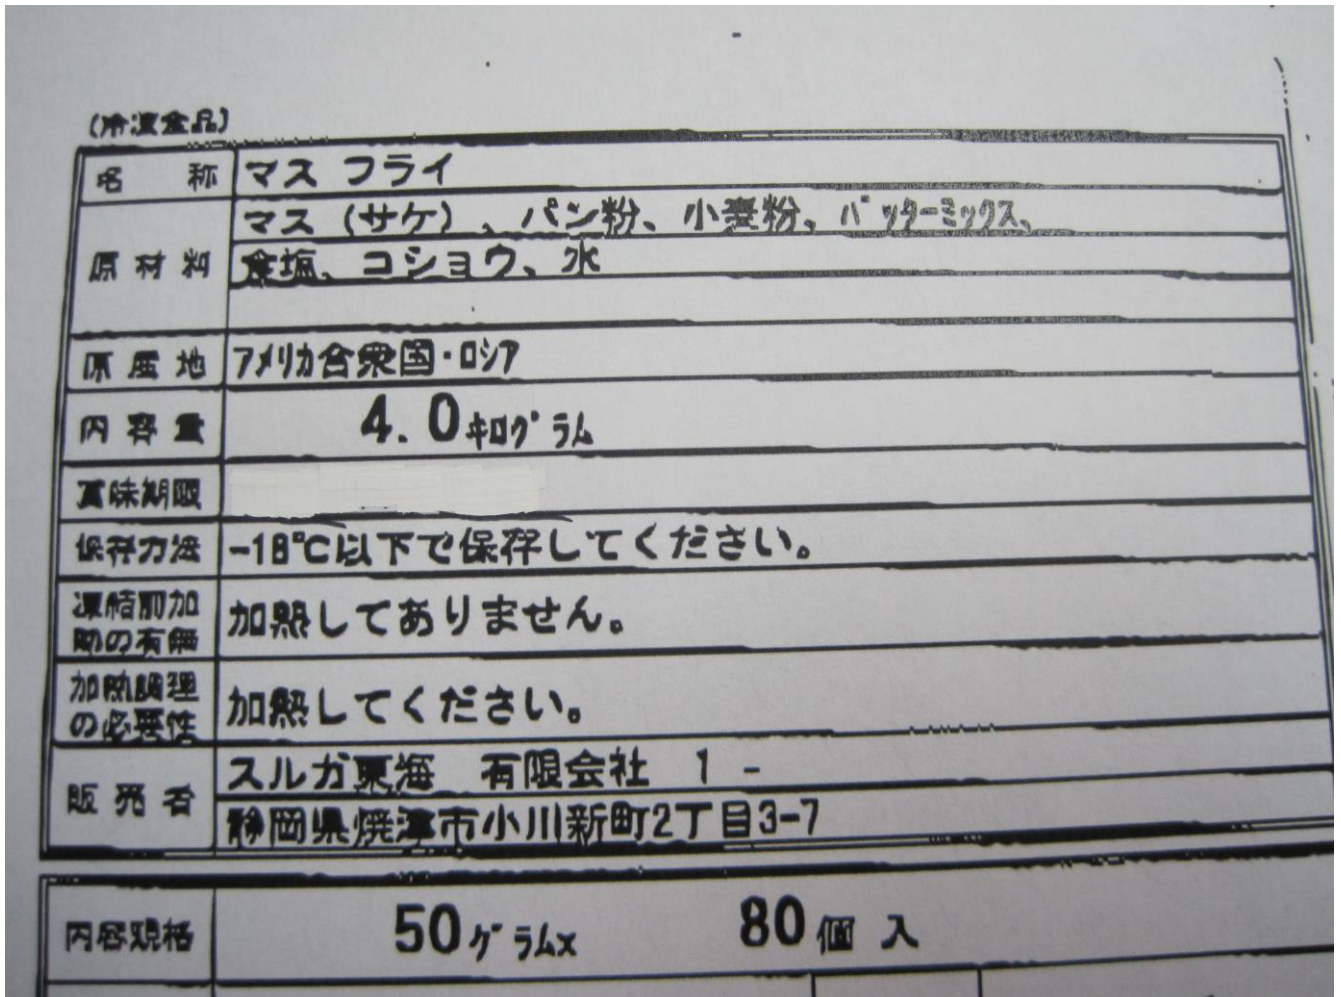 (冷凍食品)
名称 マス フライ
原材料 マス(サケ)、パン粉、小麦粉、バッターミックス、
食塩、コショウ、水
原産地 アメリカ合衆国・ロシア
内容量 4.0キログラム
賞味期限
保存方法 -18℃以下で保存してください。
凍結前加熱の有無 加熱してありません。
加熱調理の必要性 加熱してください。
販売者 スルガ東海 有限会社 1 -
静岡県焼津市小川新町2丁目3-7
内容規格 50グラムx 80個入